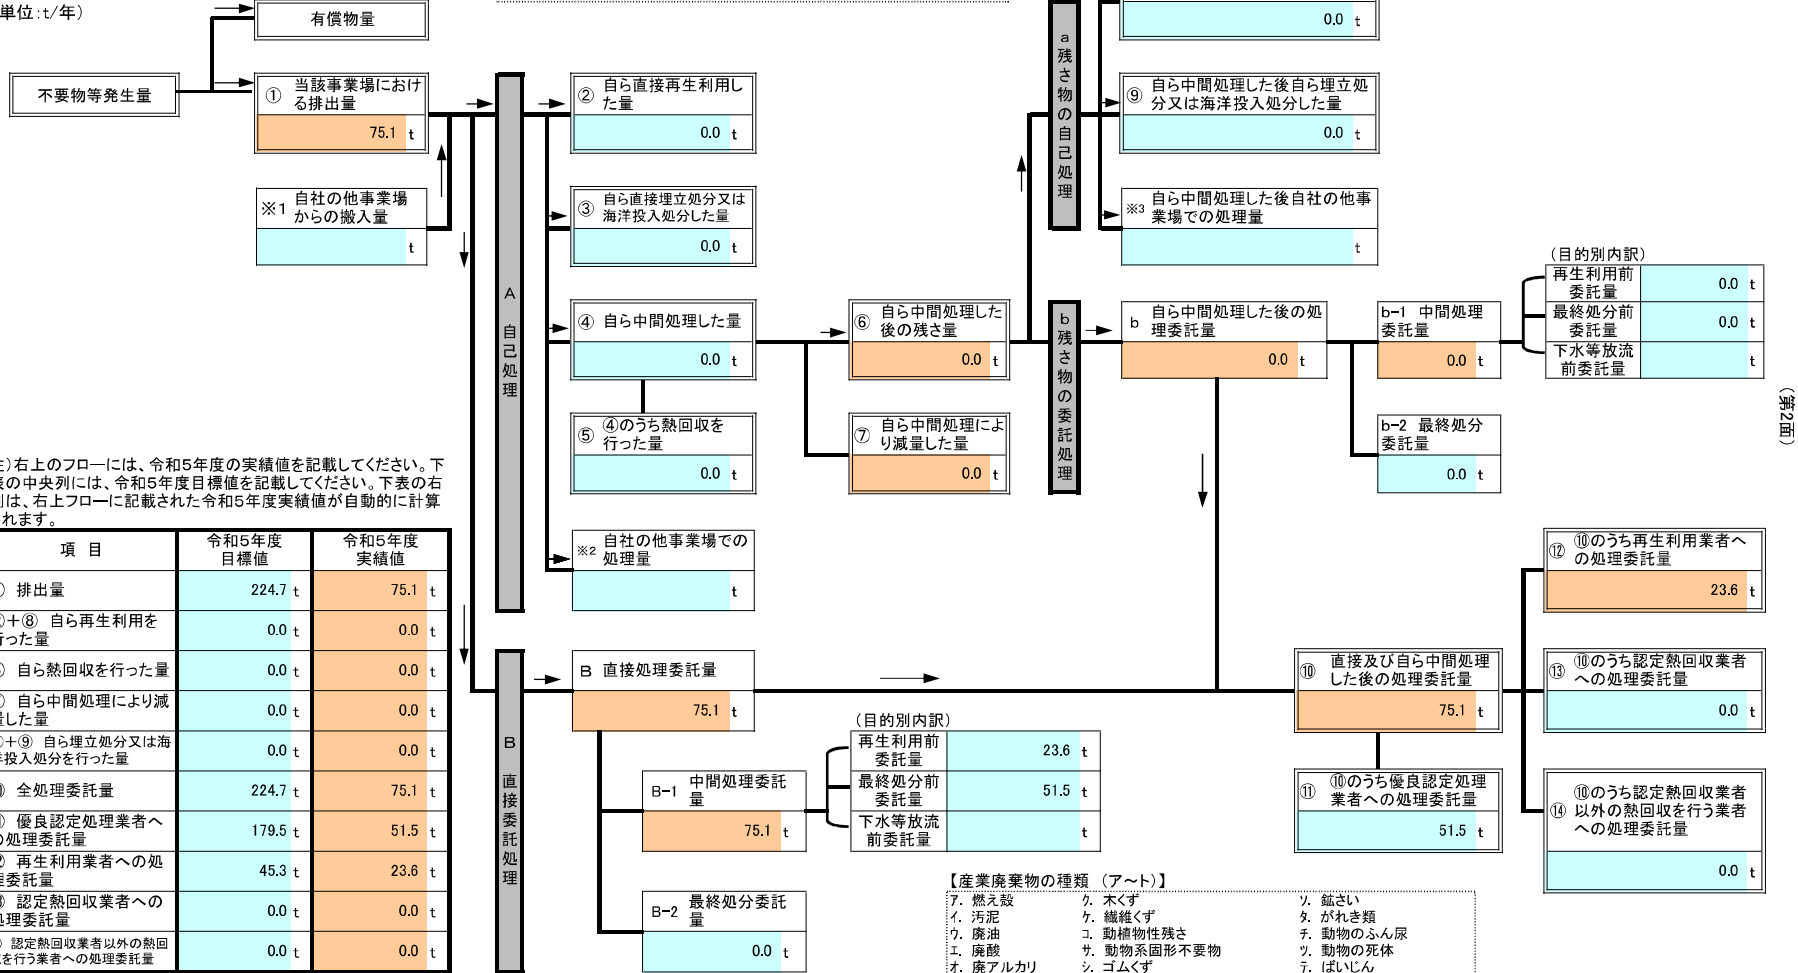 単位:t/年)
有償物量
不要物等発生量
① 当該事業場におけ
る排出量
75.1 t
※1 自社の他事業場
からの搬入量
t
A 自己処理
② 自ら直接再生利用し
た量
0.0 t
③ 自ら直接埋立処分又は
海洋投入処分した量
0.0 t
④ 自ら中間処理した量
0.0 t
⑤ ④のうち熱回収を
行った量
0.0 t
※2 自社の他事業場での
処理量
t
⑥ 自ら中間処理した
後の残さ量
0.0 t
⑦ 自ら中間処理によ
り減量した量
0.0 t
a 残さ物の自己処理
0.0 t
⑨ 自ら中間処理した後自ら埋立処
分又は海洋投入処分した量
0.0 t
※3 自ら中間処理した後自社の他事
業場での処理量
t
b 残さ物の委託処理
b 自ら中間処理した後の処
理委託量
0.0 t
b-1 中間処理
委託量
0.0 t
b-2 最終処分
委託量
0.0 t
(目的別内訳)
再生利用前
委託量
0.0 t
最終処分前
委託量
0.0 t
下水等放流
前委託量
t
(第2面)
)右上のフローには、令和5年度の実績値を記載してください。下
の中央列には、令和5年度目標値を記載してください。下表の右
は、右上フローに記載された令和5年度実績値が自動的に計算
れます。
項 目 令和5年度
目標値 令和5年度
実績値
排出量 224.7 t 75.1 t
+⑧ 自ら再生利用を
行った量 0.0 t 0.0 t
自ら熱回収を行った量 0.0 t 0.0 t
自ら中間処理により減
量した量 0.0 t 0.0 t
+⑨ 自ら埋立処分又は海
洋投入処分を行った量 0.0 t 0.0 t
全処理委託量 224.7 t 75.1 t
優良認定処理業者へ
の処理委託量 179.5 t 51.5 t
再生利用業者への処
理委託量 45.3 t 23.6 t
認定熱回収業者への
処理委託量 0.0 t 0.0 t
認定熱回収業者以外の熱回
収を行う業者への処理委託量 0.0 t 0.0 t
B 直接委託処理
B 直接処理委託量
75.1 t
B-1 中間処理委託
量
75.1 t
B-2 最終処分委託
量
0.0 t
(目的別内訳)
再生利用前
委託量
23.6 t
最終処分前
委託量
51.5 t
下水等放流
前委託量
t
⑩ 直接及び自ら中間処理
した後の処理委託量
75.1 t
⑪ ⑩のうち優良認定処理
業者への処理委託量
51.5 t
⑫ ⑩のうち再生利用業者へ
の処理委託量
23.6 t
⑬ ⑩のうち認定熱回収業者
への処理委託量
0.0 t
⑭ ⑩のうち認定熱回収業者
以外の熱回収を行う業者
への処理委託量
0.0 t
【産業廃棄物の種類 (ア~ト)】
ア. 燃え殻 ク. 木くず ソ. 鉱さい
イ. 汚泥 ケ. 繊維くず タ. がれき類
ウ. 廃油 コ. 動植物性残さ チ. 動物のふん尿
エ. 廃酸 サ. 動物系固形不要物 ツ. 動物の死体
オ. 廃アルカリ シ. ゴムくず テ. ばいじん